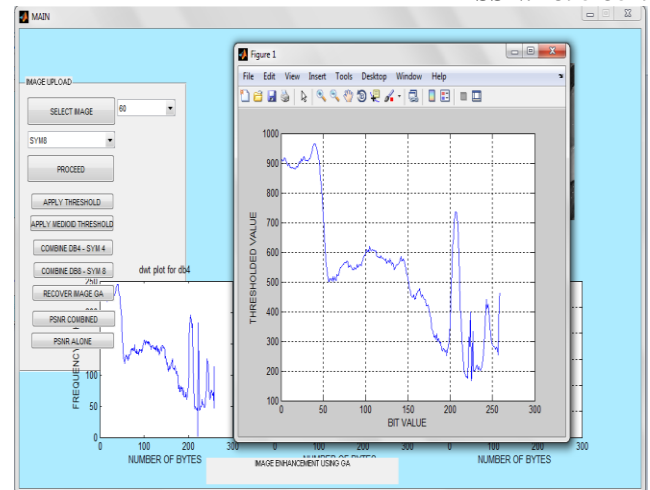 MAIN
IMAGE UPLOAD
SELECT IMAGE
60
SYM8
PROCEED
APPLY THRESHOLD
APPLY MEDIOID THRESHOLD
COMBINE DB4 - SYM 4
COMBINE DB8 - SYM 8
RECOVER IMAGE GA
PSNR COMBINED
PSNR ALONE
dwt plot for db4
250
100
50
0
FREQUENCY
100
200
300
NUMBER OF BYTES
Figure 1
File Edit View Insert Tools Desktop Window Help
1000
900
800
700
600
500
400
300
200
100
THRESHOLDED VALUE
0 50 100 150 200 250 300
BIT VALUE
0 100 200 300
NUMBER OF BYTES
IMAGE ENHANCEMENT USING GA